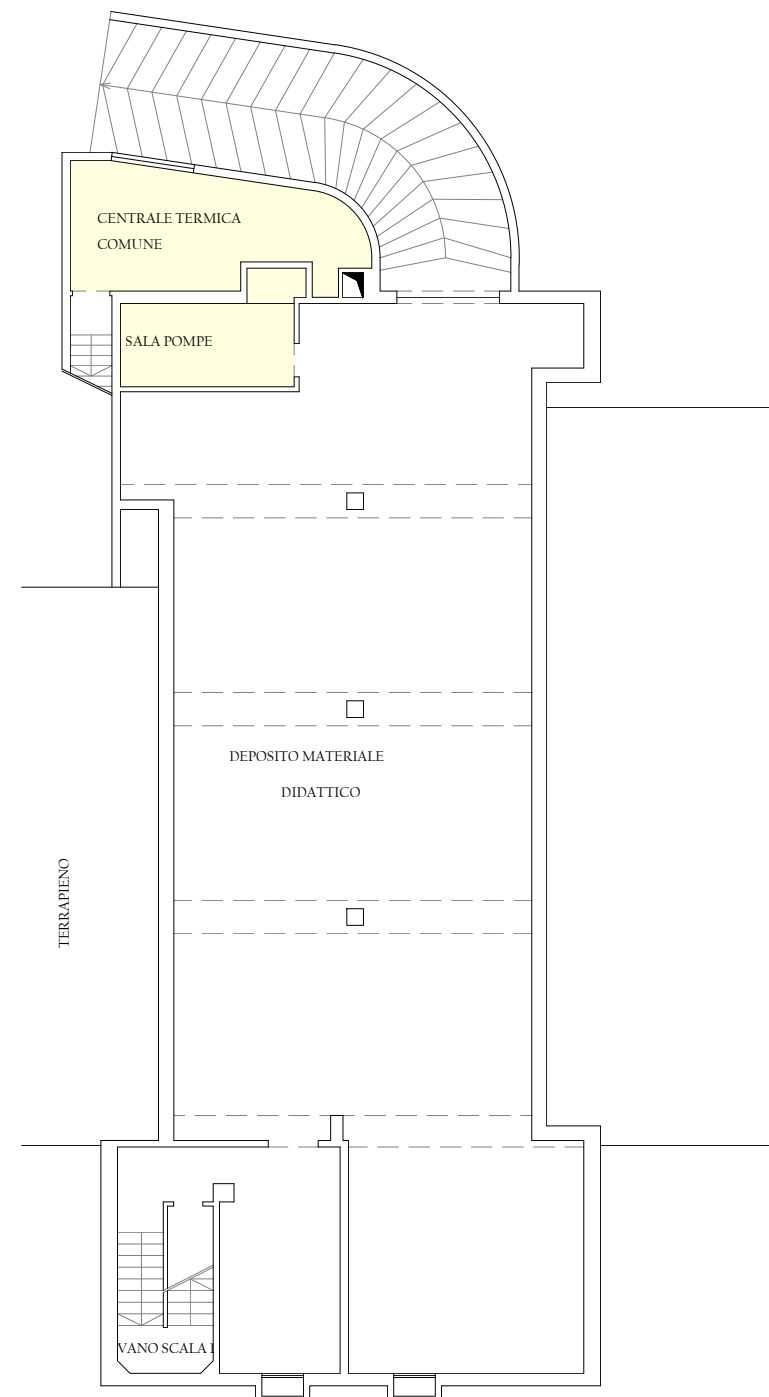 CENTRALE TERMICA
COMUNE
SALA POMPE
DEPOSITO MATERIALE
DIDATTICO
TERRAPIENO
VANO SCALA